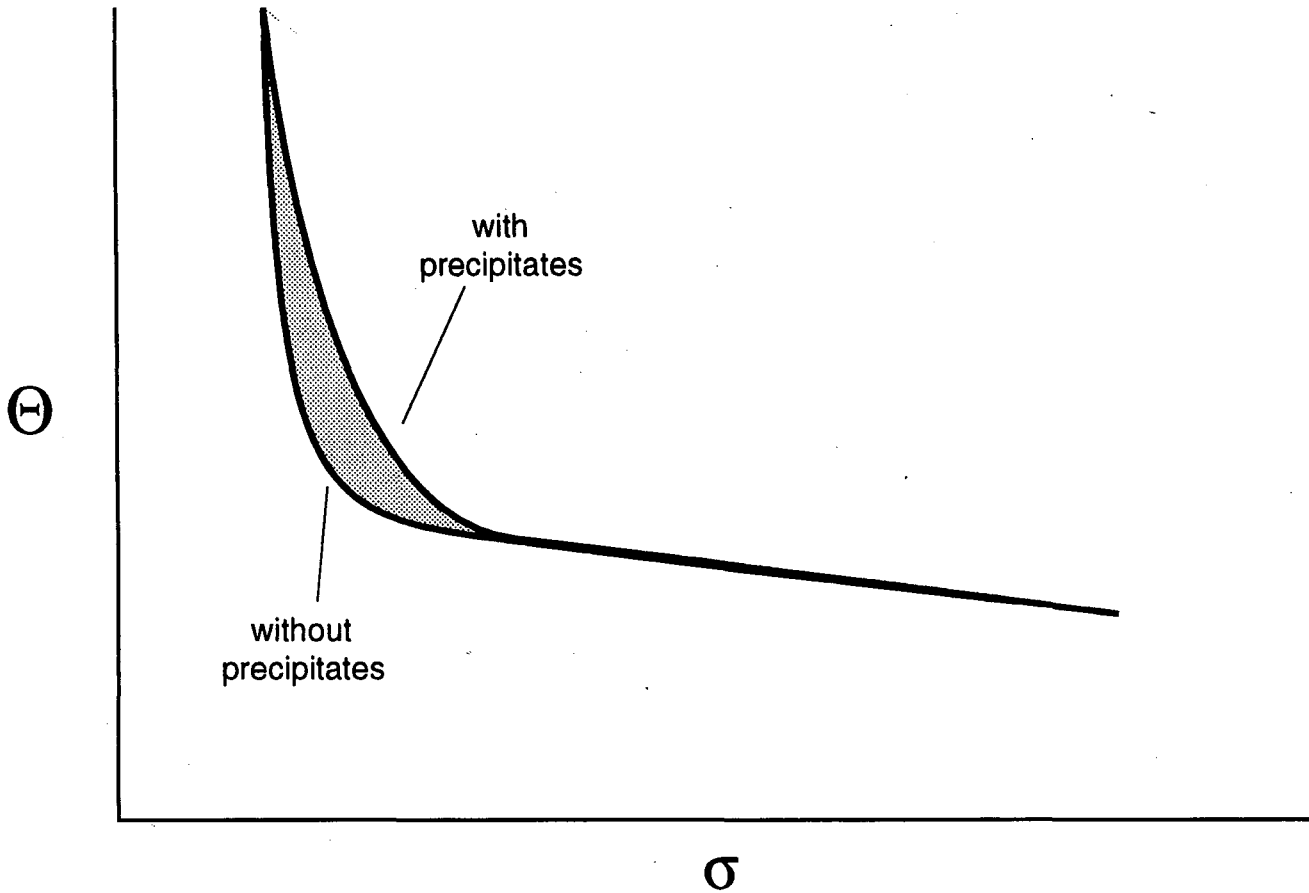 with
precipitates
Θ
without
precipitates
σ